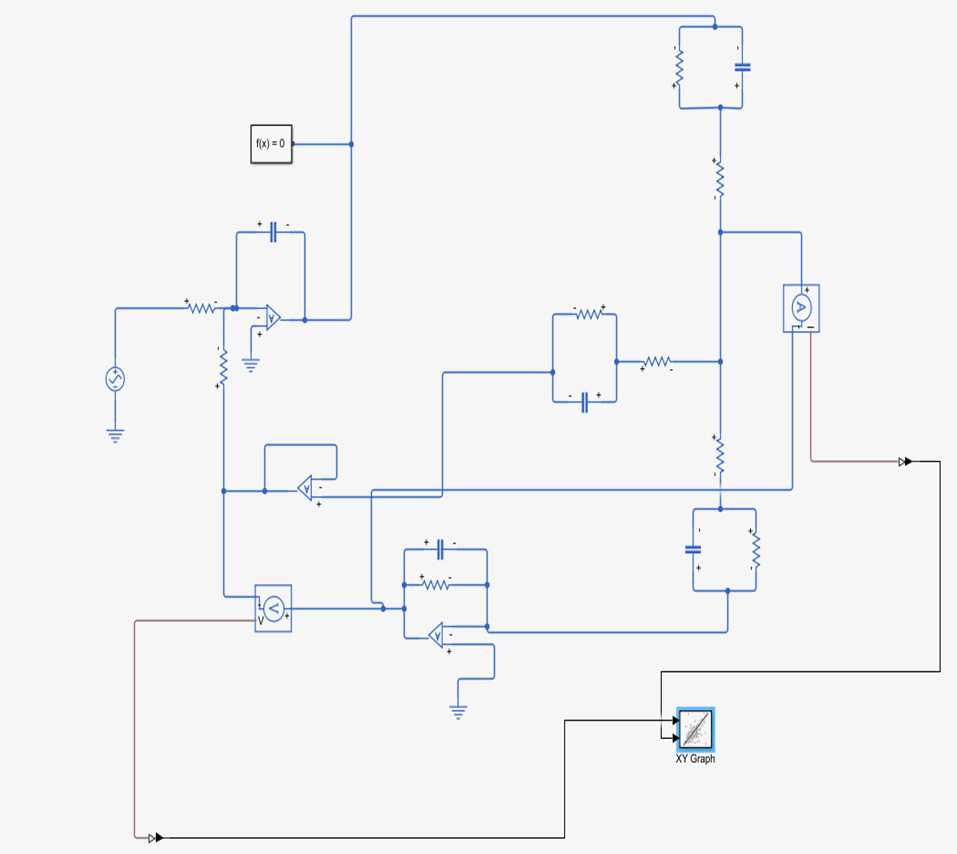 - -
+ +
f(x) = 0
+
-
+ -
+
+ -
- +
A
+ -
-
V
- +
I
+
+ -
- +
+
-
V
-
+
+ -
- +
+ -
+ -
V +
V
V
-
+
+ -
XY Graph